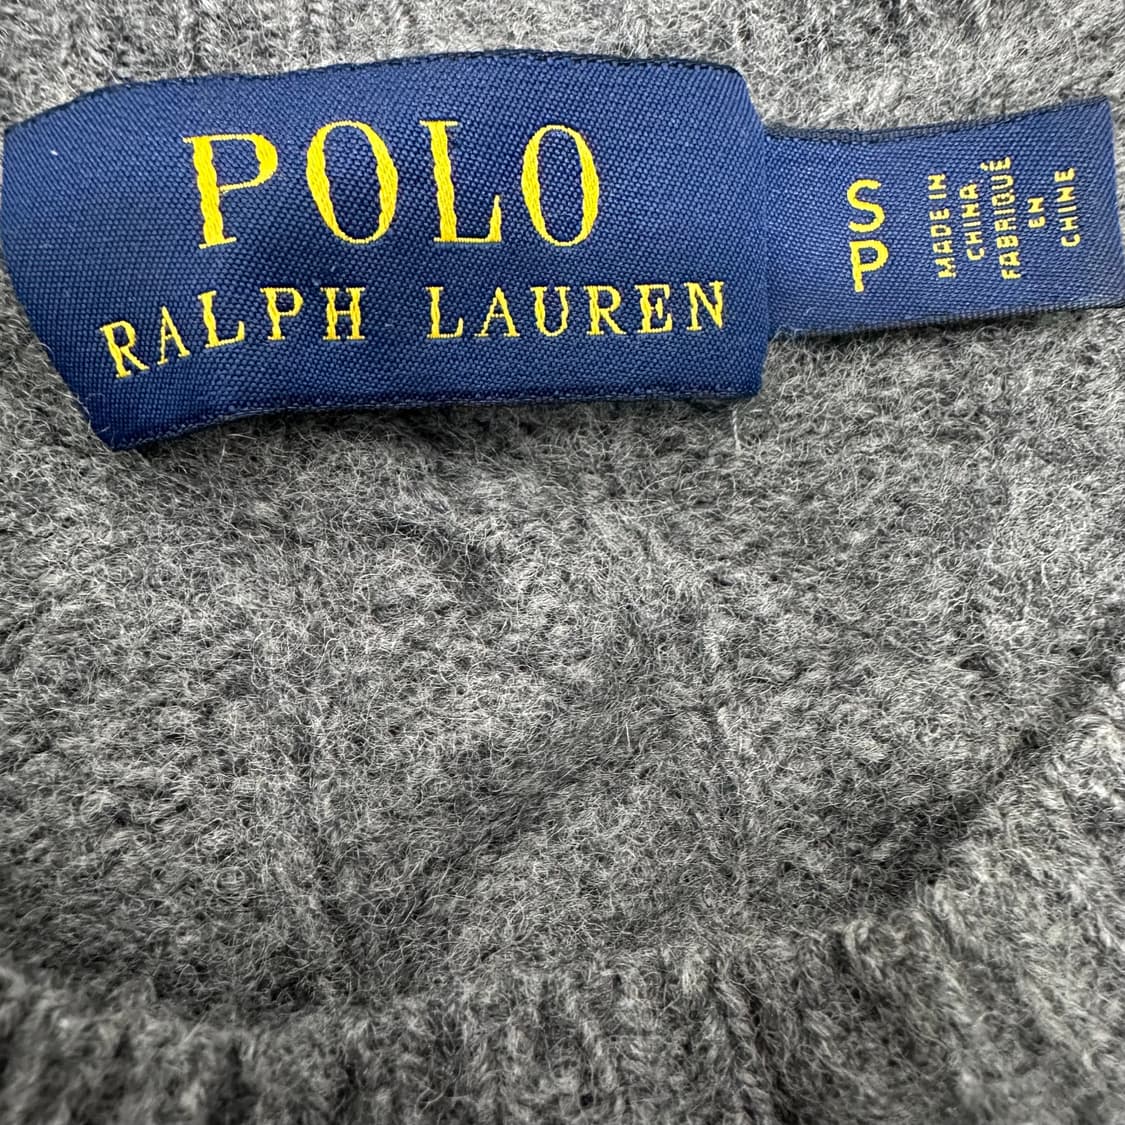 POLO
RALPH LAUREN
S
P
MADE IN
CHINA
FABRIQUÉ
EN
CHINE